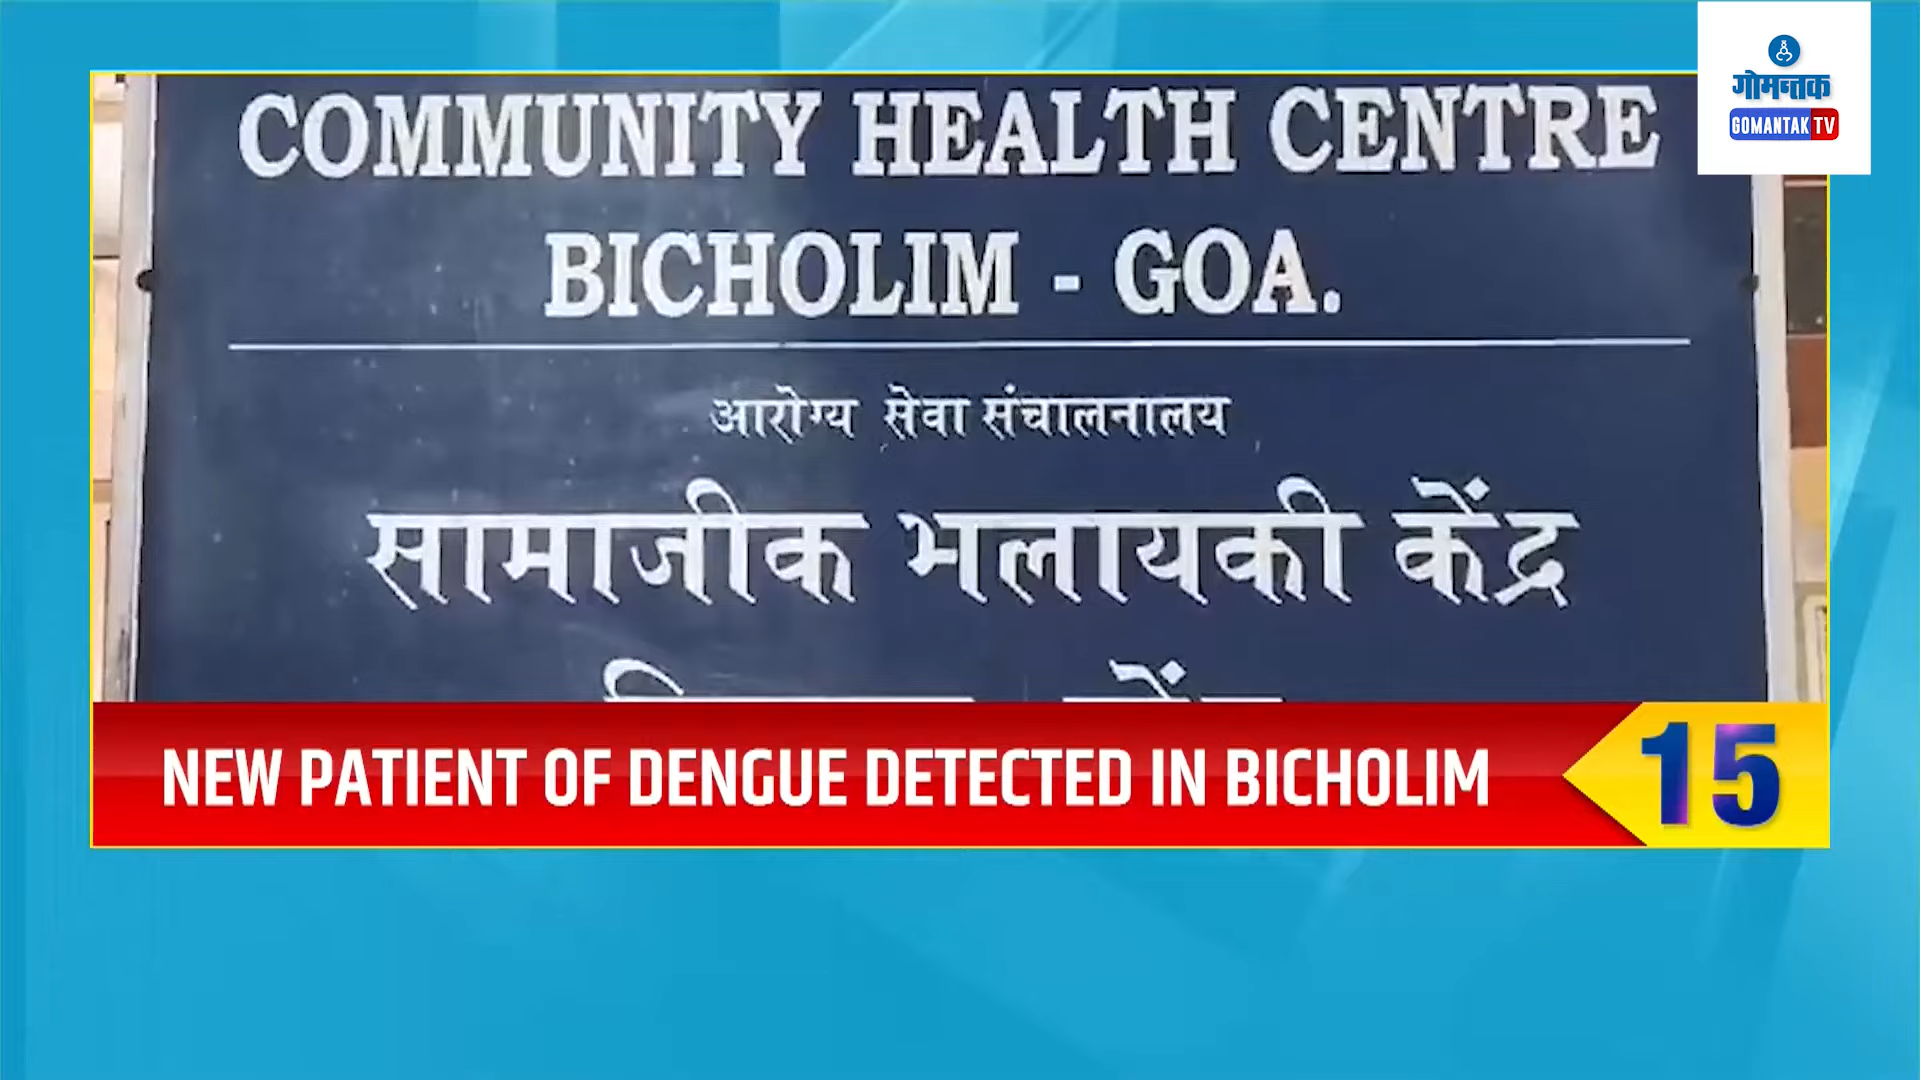 गोमन्तक
GOMANTAK TV
COMMUNITY HEALTH CENTRE
BICHOLIM - GOA.
आरोग्य सेवा संचालनालय
सामाजीक भलायकी केंद्र
NEW PATIENT OF DENGUE DETECTED IN BICHOLIM
15